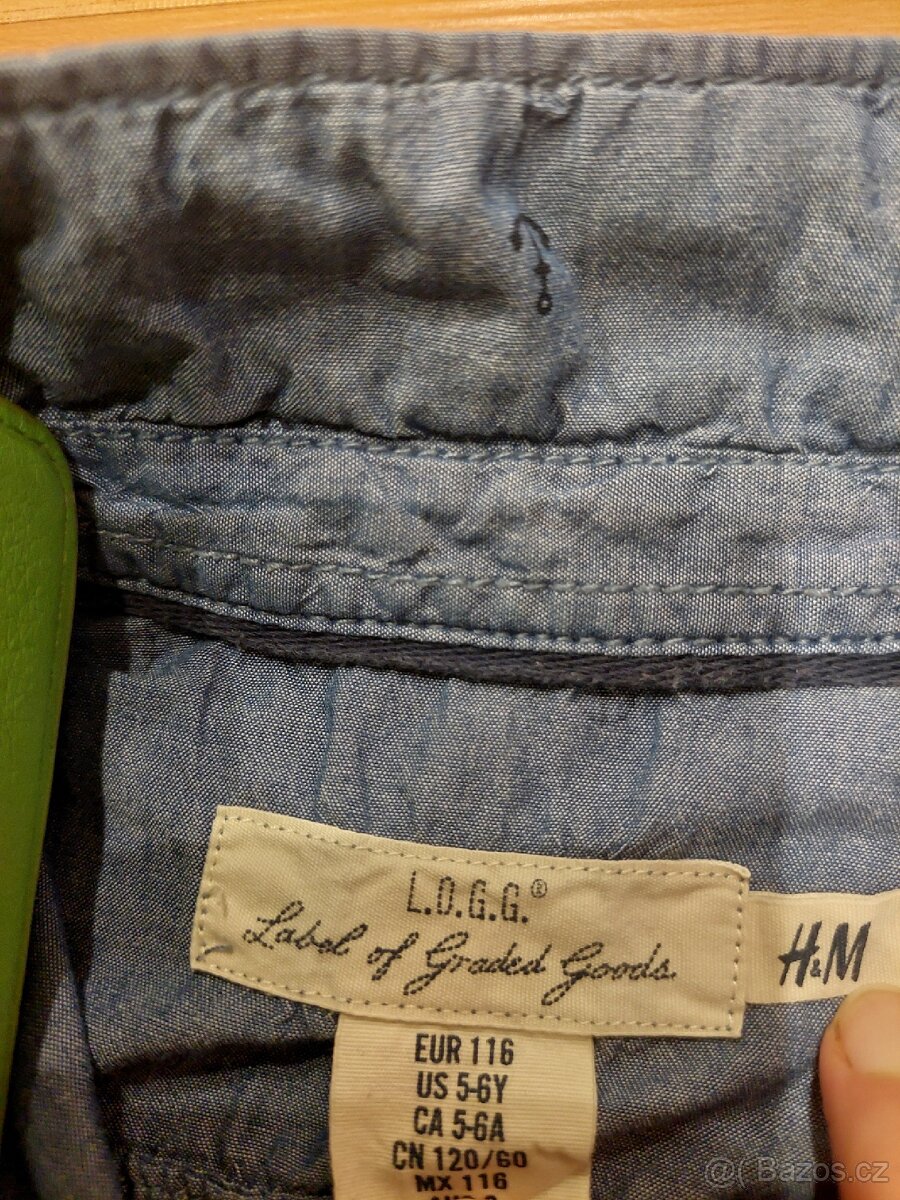 L.O.G.G.®
Label of Graded Goods.
H&M
EUR 116
US 5-6Y
CA 5-6A
CN 120/60
MX 116
@( Bazos.cz